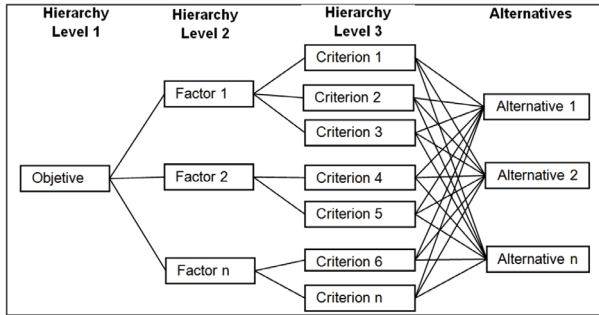 Hierarchy
Level 1
Hierarchy
Level 2
Hierarchy
Level 3
Alternatives
Objetive
Factor 1
Factor 2
Factor n
Criterion 1
Criterion 2
Criterion 3
Criterion 4
Criterion 5
Criterion 6
Criterion n
Alternative 1
Alternative 2
Alternative n